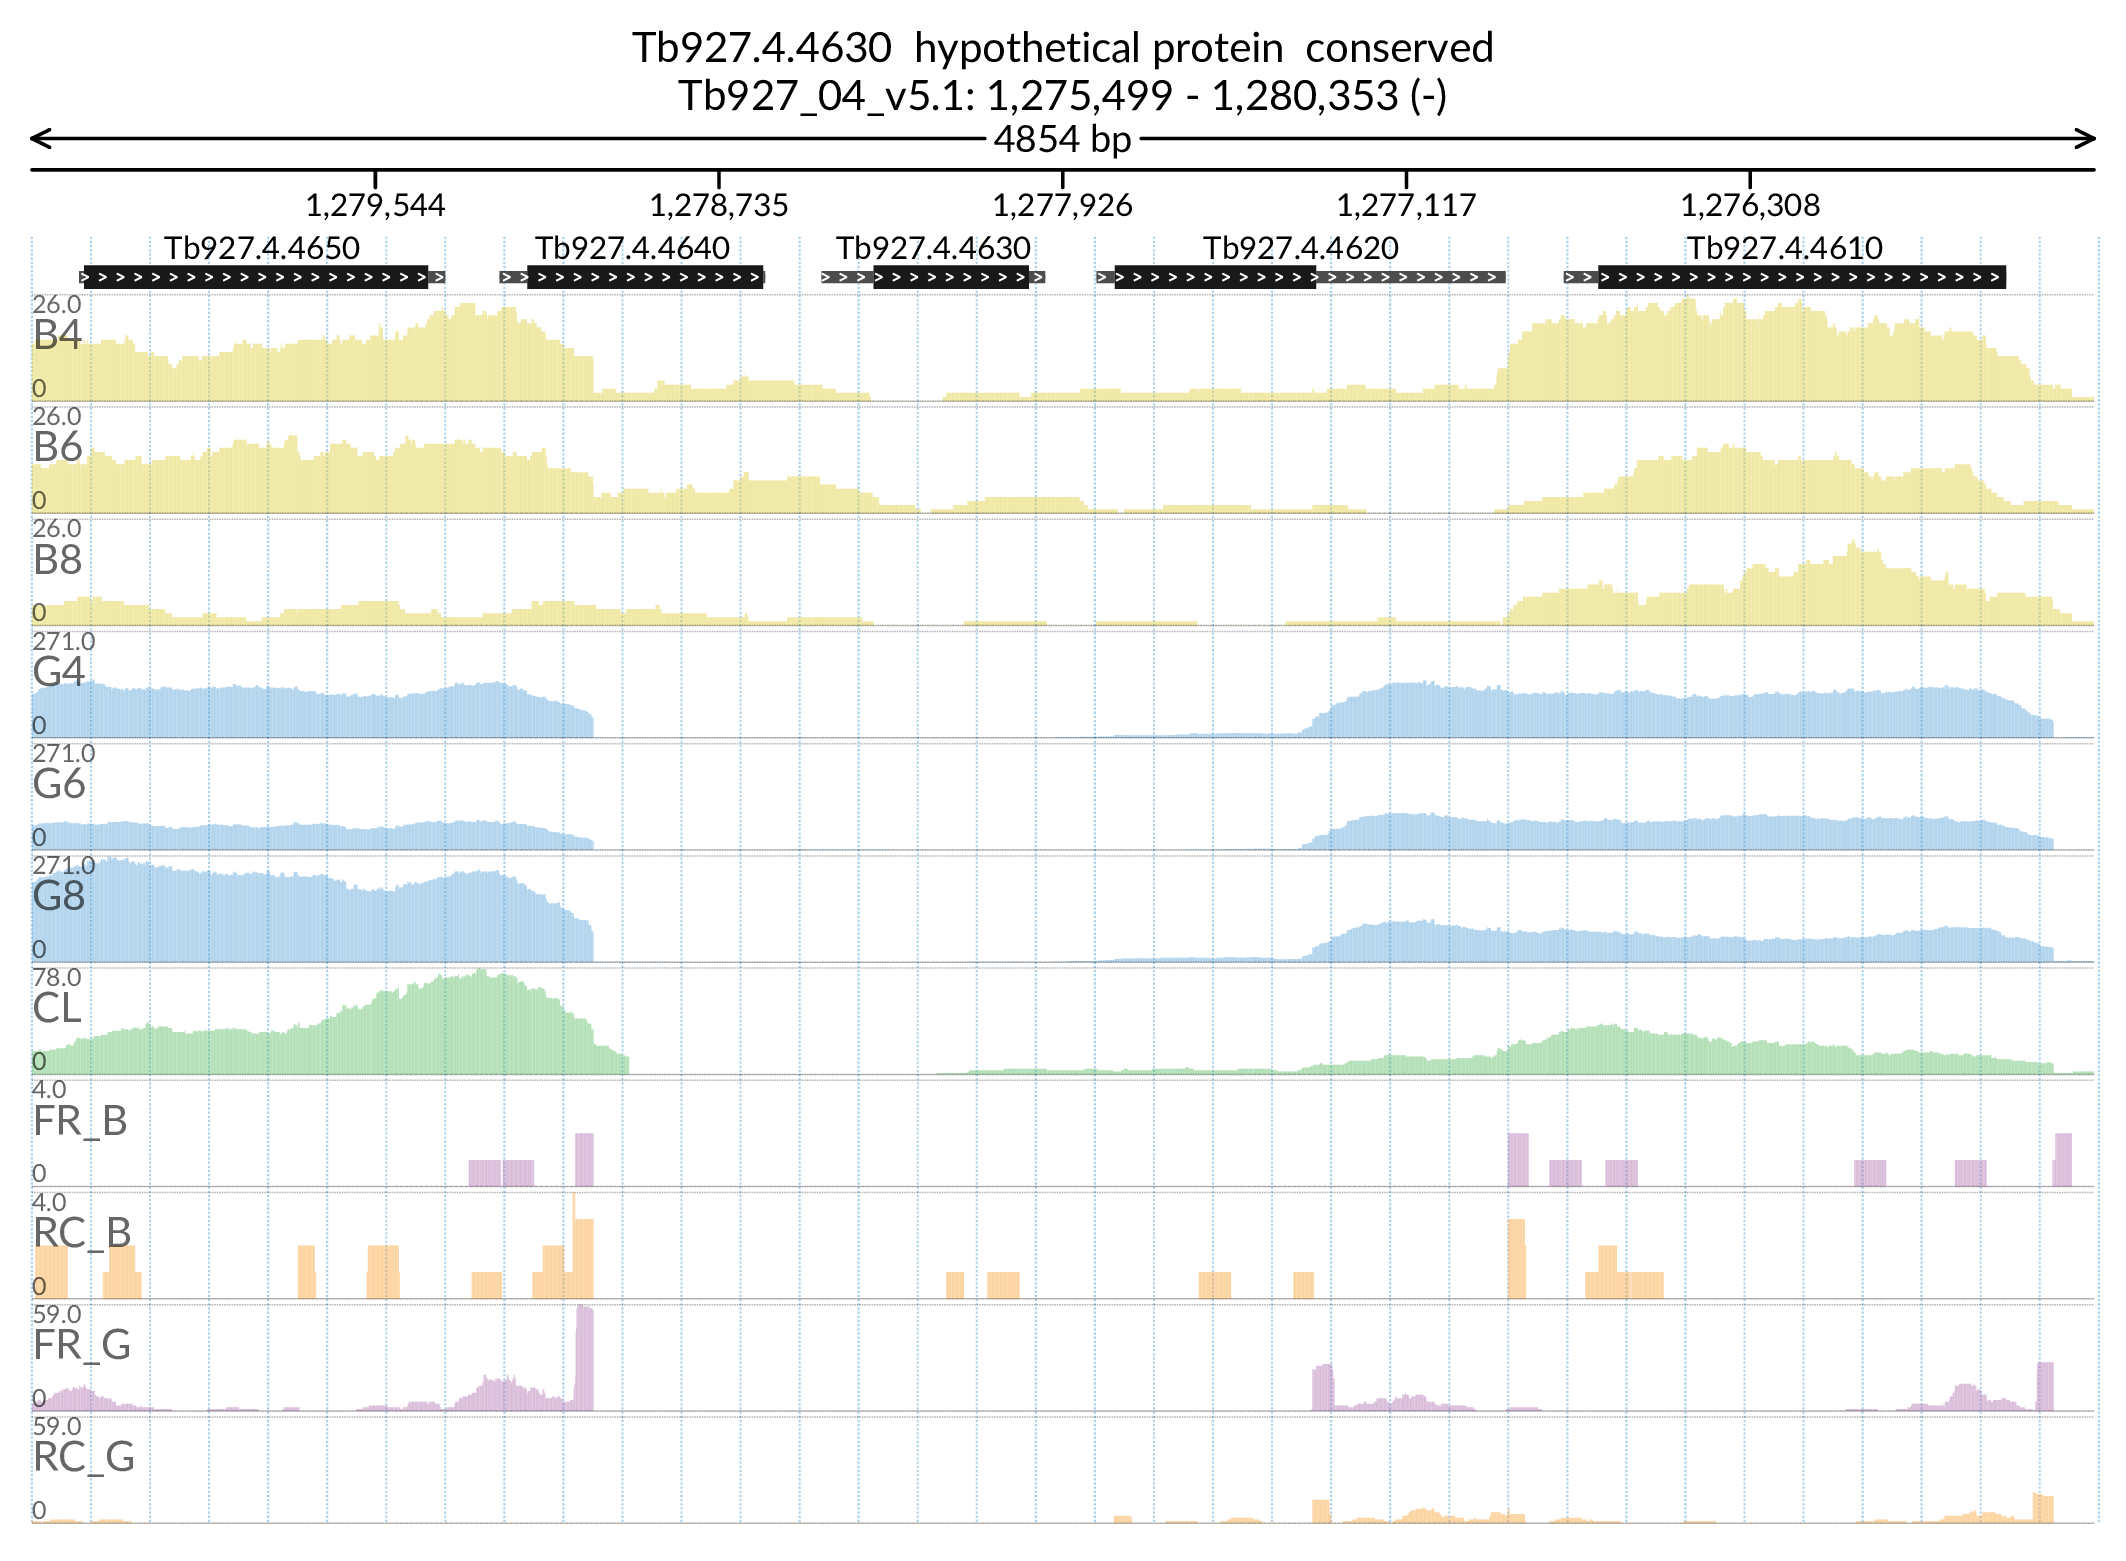 Tb927.4.4630  hypothetical protein  conserved
Tb927_04_v5.1: 1,275,499 - 1,280,353 (-)
4854 bp
1,279,544 1,278,735 1,277,926 1,277,117 1,276,308
Tb927.4.4650 Tb927.4.4640 Tb927.4.4630 Tb927.4.4620 Tb927.4.4610
26.0
B4
0
26.0
B6
0
26.0
B8
0
271.0
G4
0
271.0
G6
0
271.0
G8
0
78.0
CL
0
4.0
FR_B
0
4.0
RC_B
0
59.0
FR_G
0
59.0
RC_G
0